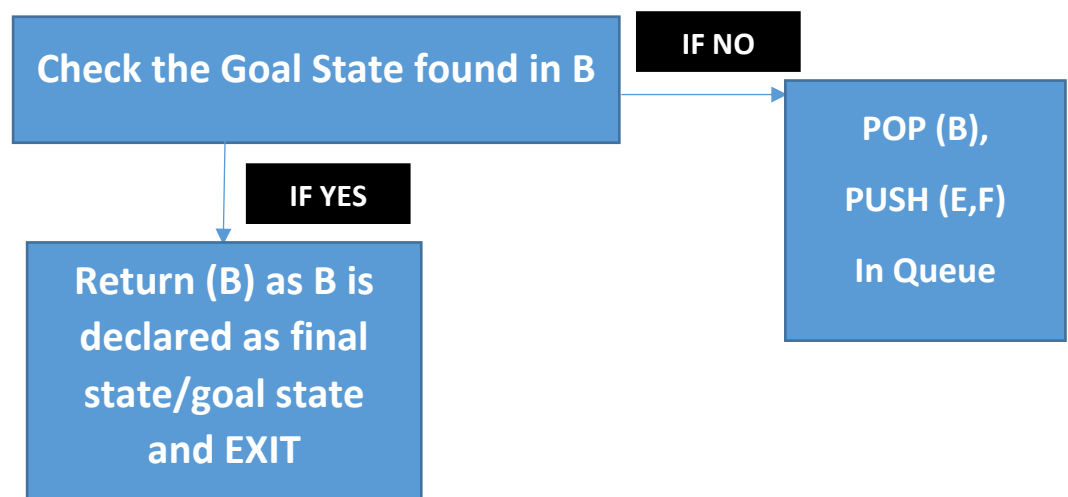 Check the Goal State found in B
IF NO
POP (B),
PUSH (E,F)
In Queue
IF YES
Return (B) as B is
declared as final
state/goal state
and EXIT